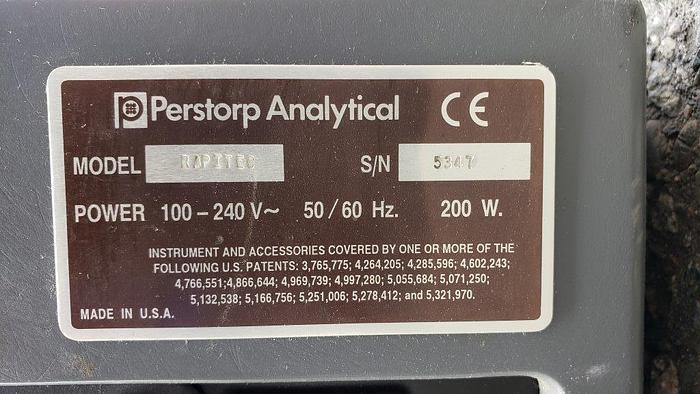 Perstorp Analytical CE
MODEL RAPITEC S/N 5347
POWER 100 – 240 V~ 50 / 60 Hz. 200 W.
INSTRUMENT AND ACCESSORIES COVERED BY ONE OR MORE OF THE
FOLLOWING U.S. PATENTS: 3,765,775; 4,264,205; 4,285,596; 4,602,243;
4,766,551;4,866,644; 4,969,739; 4,997,280; 5,055,684; 5,071,250;
5,132,538; 5,166,756; 5,251,006; 5,278,412; and 5,321,970.
MADE IN U.S.A.